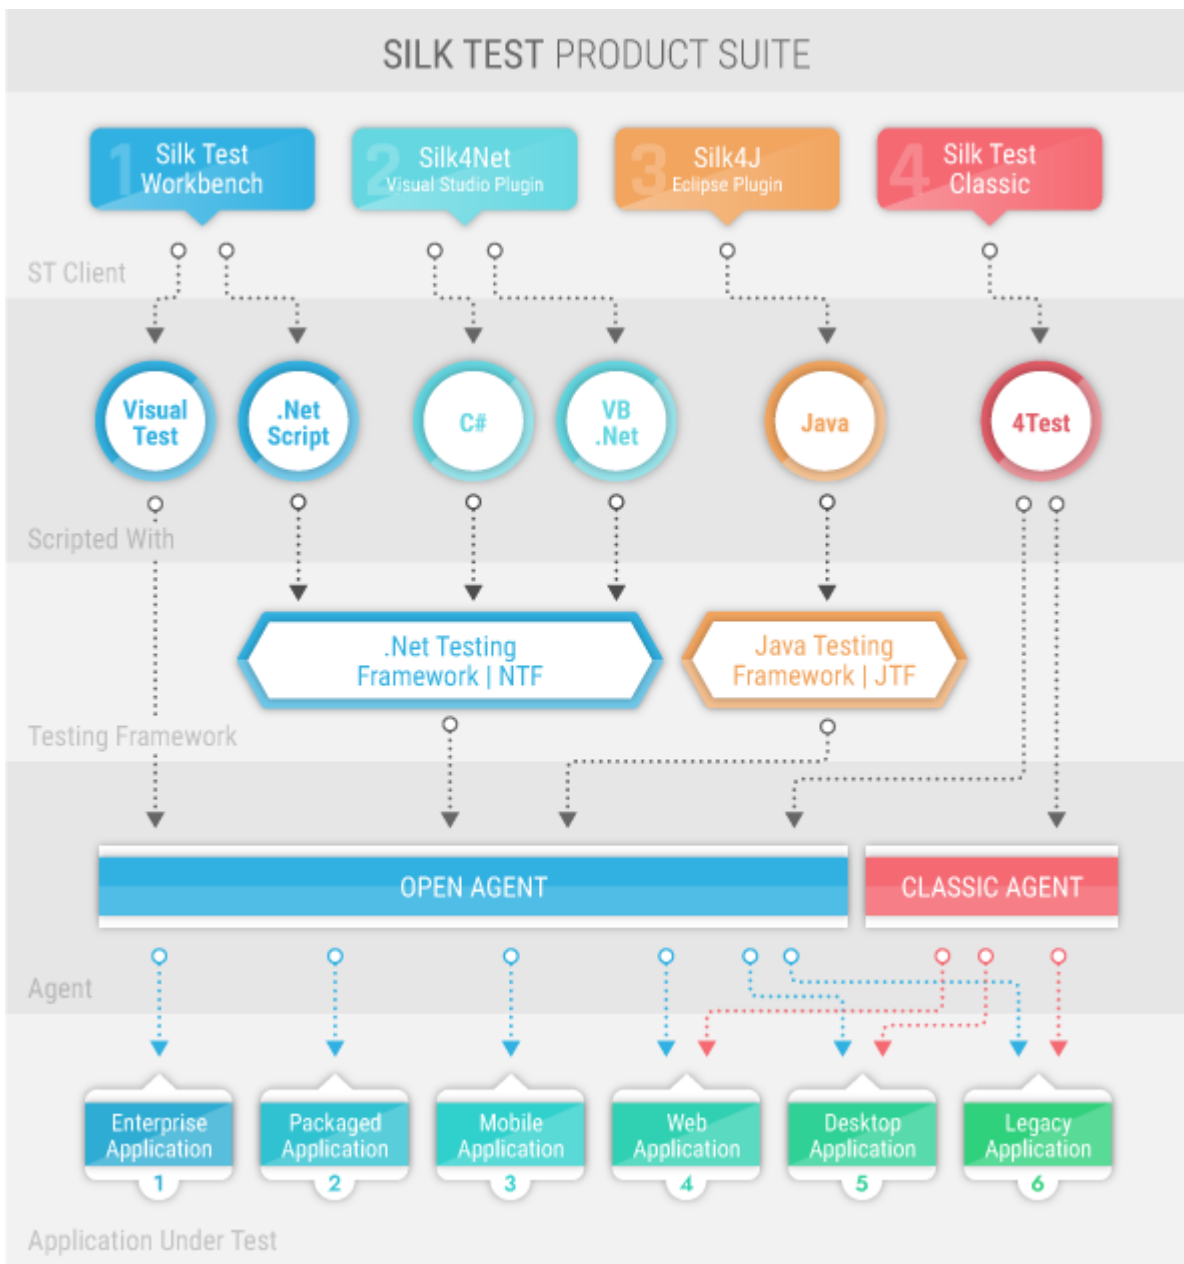 SILK TEST PRODUCT SUITE
1
Silk Test
Workbench
2
Silk4Net
Visual Studio Plugin
3
Silk4J
Eclipse Plugin
4
Silk Test
Classic
ST Client
Visual
Test
.Net
Script
C#
VB
.Net
Java
4Test
Scripted With
.Net Testing
Framework | NTF
Java Testing
Framework | JTF
Testing Framework
OPEN AGENT
CLASSIC AGENT
Agent
Enterprise
Application
1
Packaged
Application
2
Mobile
Application
3
Web
Application
4
Desktop
Application
5
Legacy
Application
6
Application Under Test